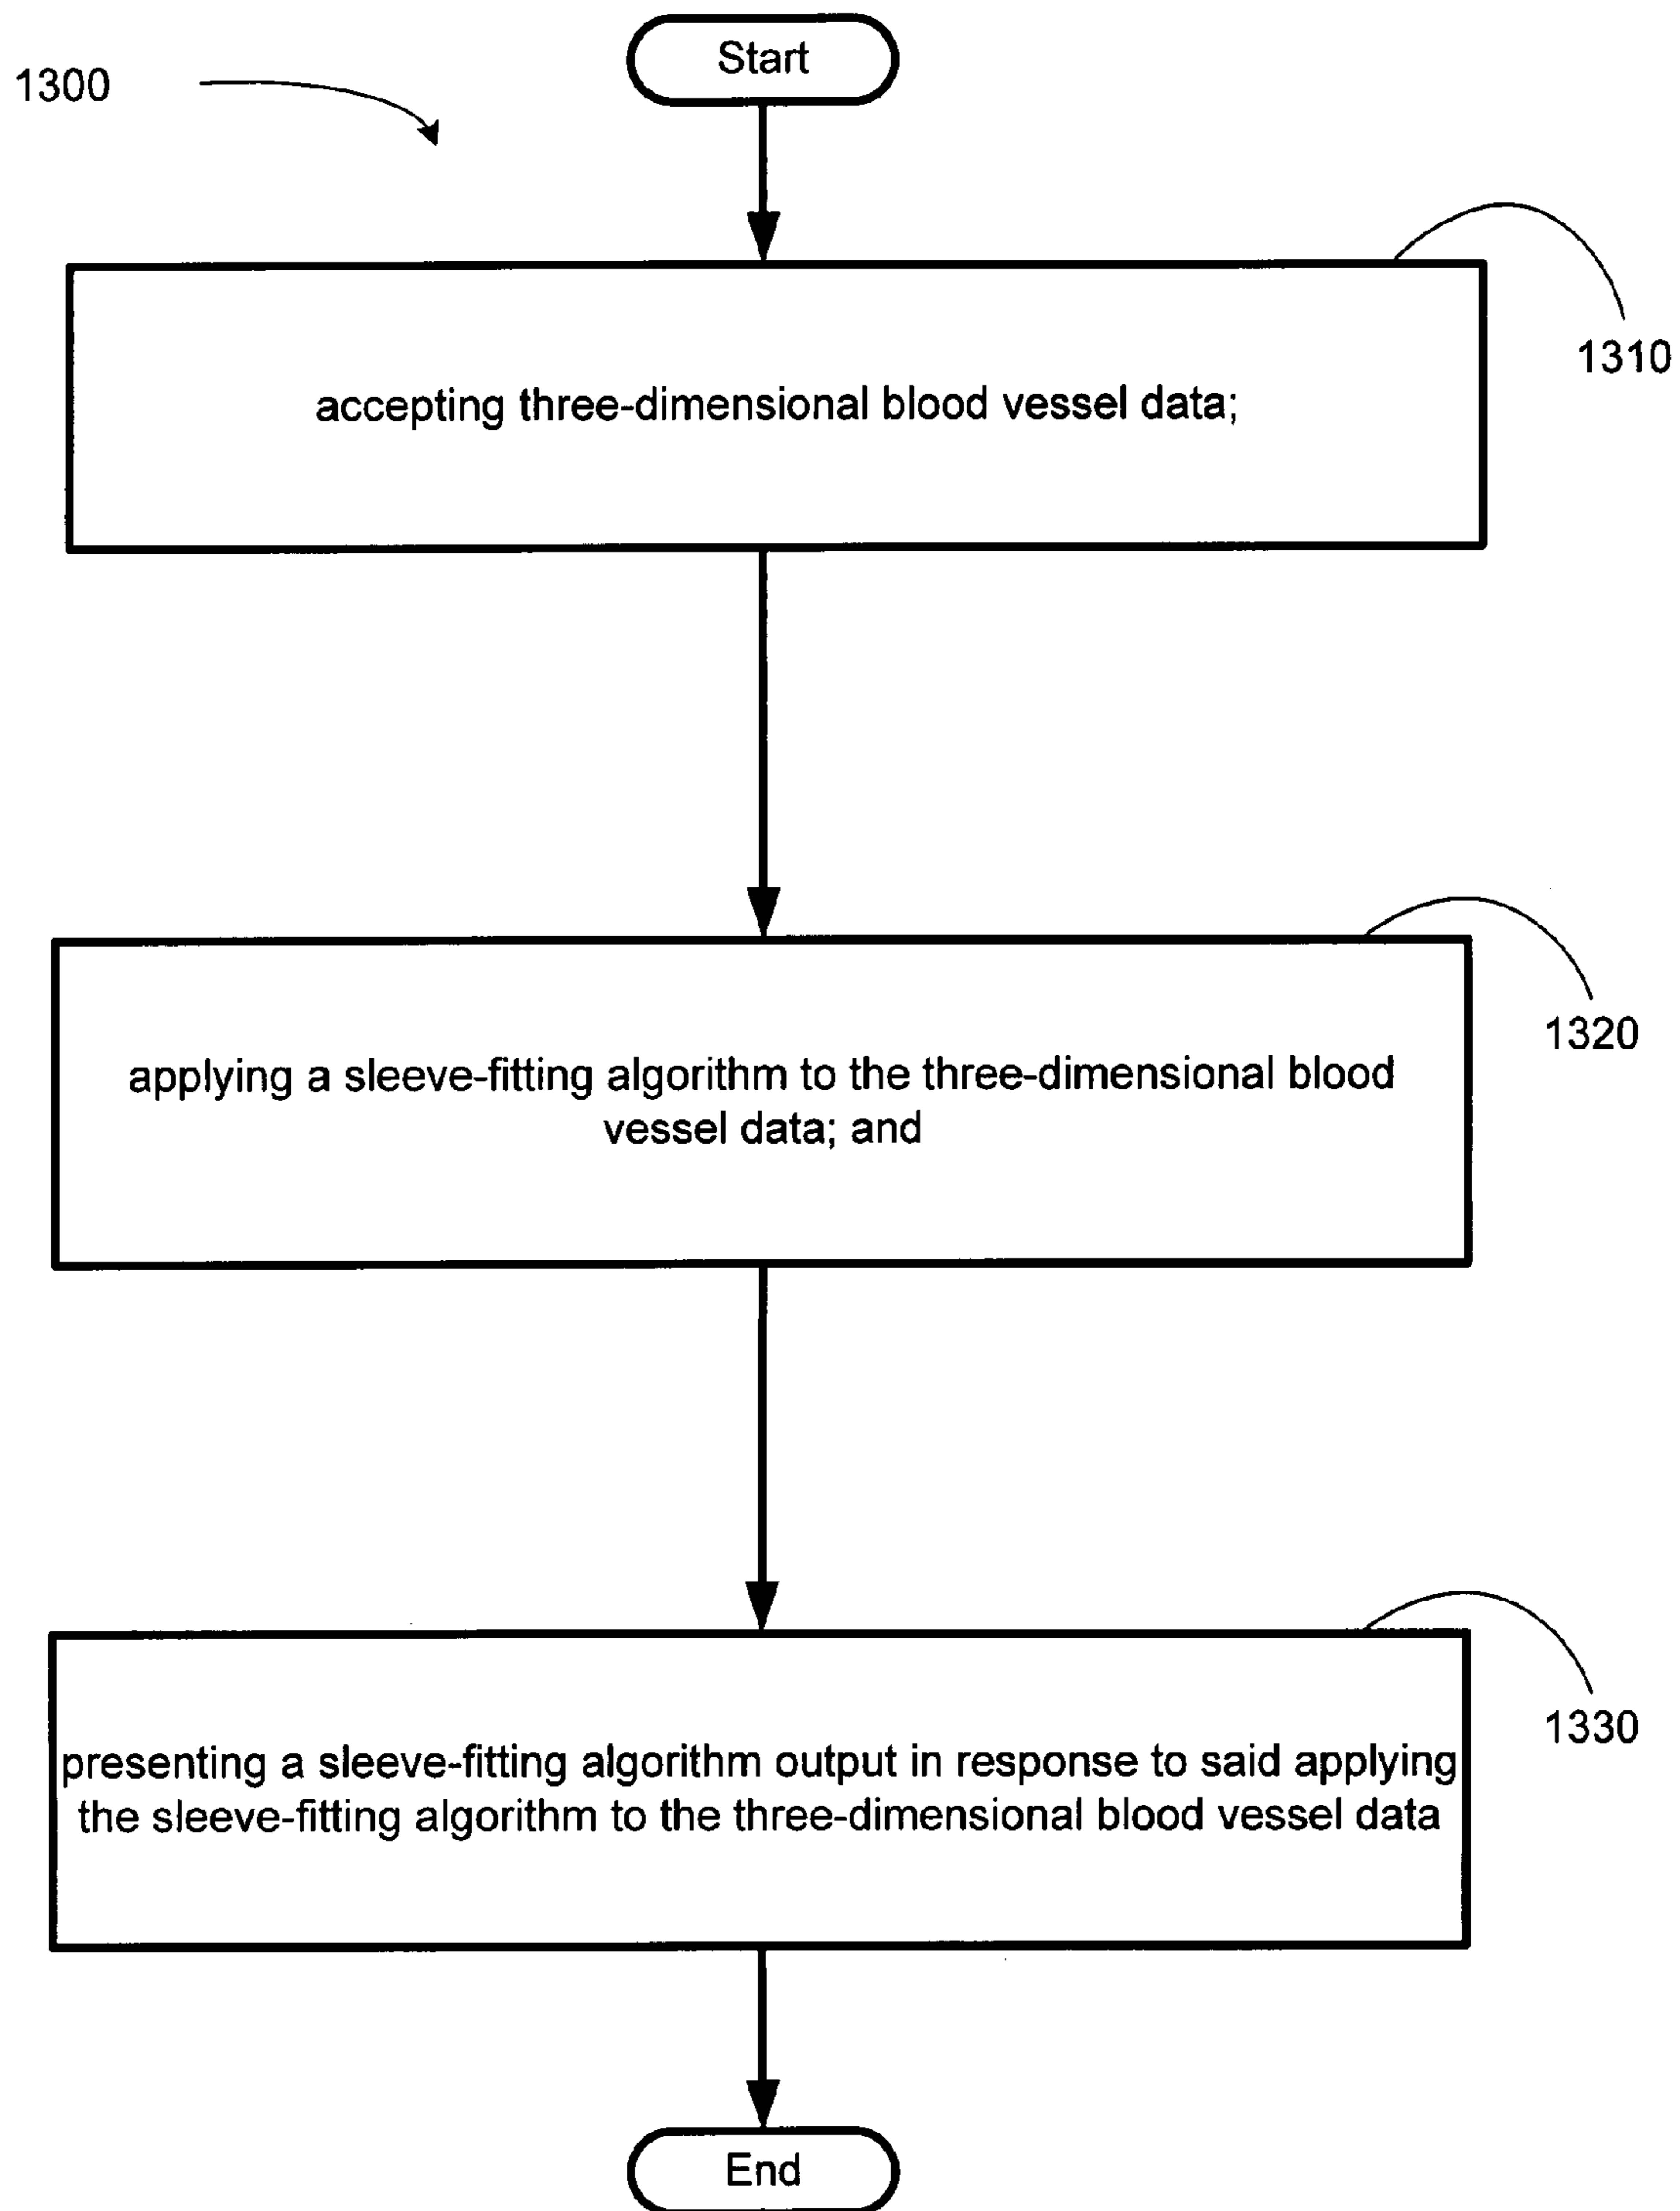 Start
1300
1310
accepting three-dimensional blood vessel data;
1320
applying a sleeve-fitting algorithm to the three-dimensional blood
vessel data; and
1330
presenting a sleeve-fitting algorithm output in response to said applying
the sleeve-fitting algorithm to the three-dimensional blood vessel data
End